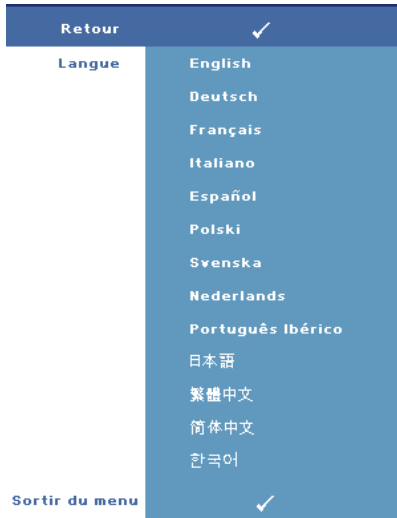 Retour
Langue English
Deutsch
Français
Italiano
Español
Polski
Svenska
Nederlands
Português Ibérico
日本語
繁體中文
简体中文
한국어
Sortir du menu